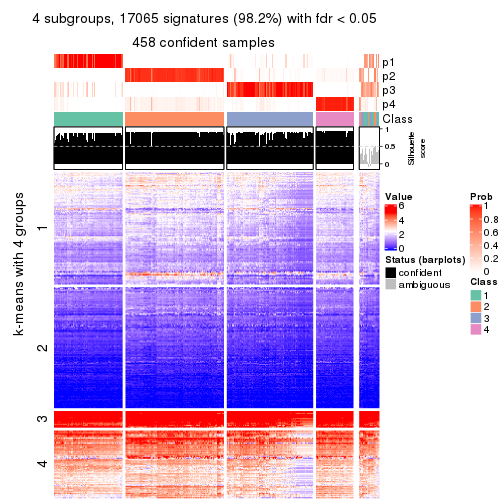 4 subgroups, 17065 signatures (98.2%) with fdr < 0.05
458 confident samples
p1
p2
p3
p4
Class
1
0.5
0
Silhouette
score
k-means with 4 groups
1
2
3
4
Value
6
4
2
0
Status (barplots)
confident
ambiguous
Prob
1
0.8
0.6
0.4
0.2
0
Class
1
2
3
4